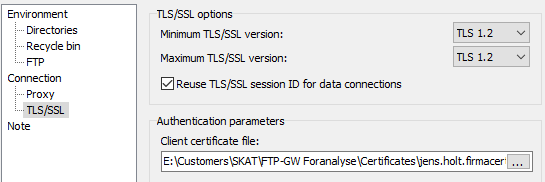 Environment
Directories
Recycle bin
FTP
Connection
Proxy
TLS/SSL
Note
TLS/SSL options
Minimum TLS/SSL version: TLS 1.2
Maximum TLS/SSL version: TLS 1.2
Reuse TLS/SSL session ID for data connections
Authentication parameters
Client certificate file:
E:\Customers\SKAT\FTP-GW Foranalyse\Certificates\jens.holt.firmacer ...